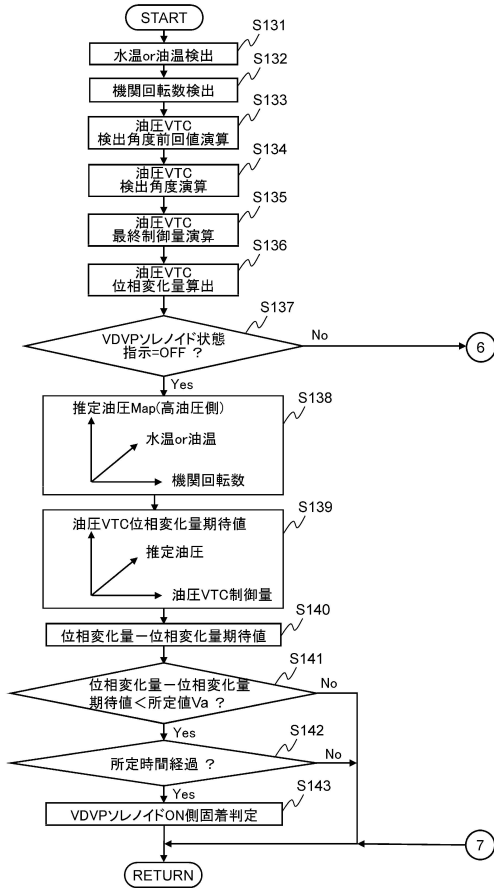 START
S131
水温or油温検出
S132
機関回転数検出
S133
油圧VTC
検出角度前回値演算
S134
油圧VTC
検出角度演算
S135
油圧VTC
最終制御量演算
S136
油圧VTC
位相変化量算出
S137
VDVPソレノイド状態
指示=OFF ?
No
6
Yes
S138
推定油圧Map(高油圧側)
水温or油温
機関回転数
S139
油圧VTC位相変化量期待値
推定油圧
油圧VTC制御量
S140
位相変化量-位相変化量期待値
S141
位相変化量-位相変化量
期待値<所定値Va ?
No
Yes
S142
所定時間経過 ?
No
Yes
S143
VDVPソレノイドON側固着判定
7
RETURN